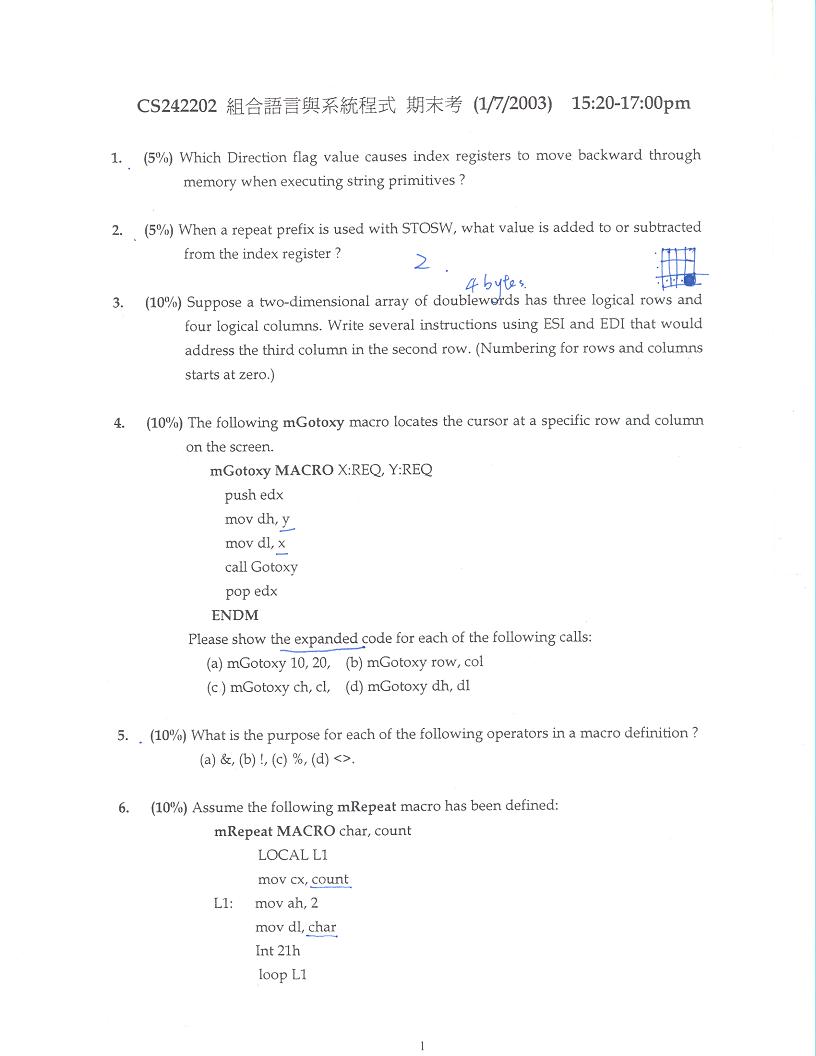 CS242202 組合語言與系統程式 期末考 (1/7/2003) 15:20-17:00pm
1. (5%) Which Direction flag value causes index registers to move backward through
memory when executing string primitives ?
2. (5%) When a repeat prefix is used with STOSW, what value is added to or subtracted
from the index register ?
2
4 bytes.
3. (10%) Suppose a two-dimensional array of doublewords has three logical rows and
four logical columns. Write several instructions using ESI and EDI that would
address the third column in the second row. (Numbering for rows and columns
starts at zero.)
4. (10%) The following mGotoxy macro locates the cursor at a specific row and column
on the screen.
mGotoxy MACRO X:REQ, Y:REQ
push edx
mov dh, y
mov dl, x
call Gotoxy
pop edx
ENDM
Please show the expanded code for each of the following calls:
(a) mGotoxy 10, 20, (b) mGotoxy row, col
(c ) mGotoxy ch, cl, (d) mGotoxy dh, dl
5. (10%) What is the purpose for each of the following operators in a macro definition ?
(a) &, (b) !, (c) %, (d) <>.
6. (10%) Assume the following mRepeat macro has been defined:
mRepeat MACRO char, count
LOCAL L1
mov cx, count
L1: mov ah, 2
mov dl, char
Int 21h
loop L1
1